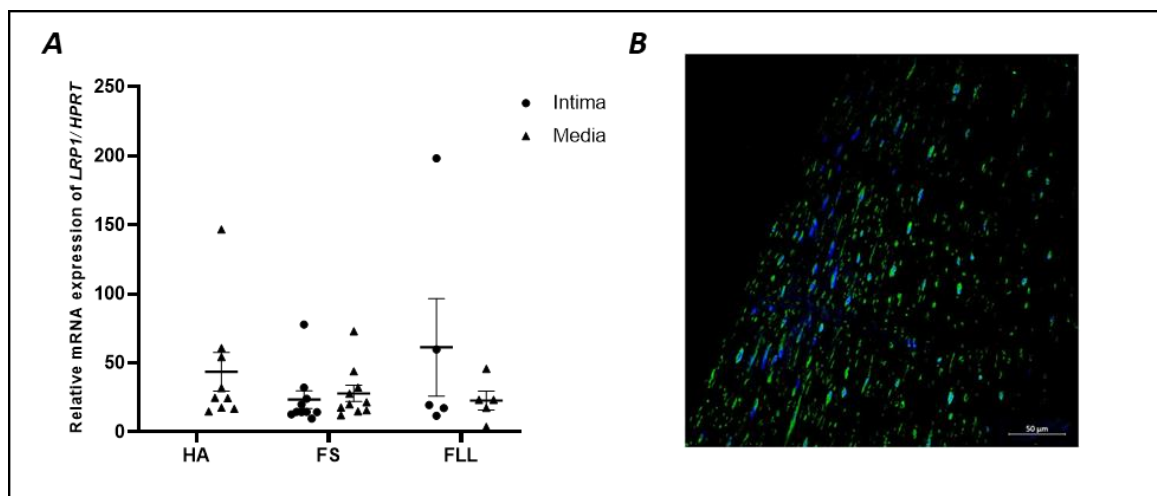 A
B
Relative mRNA expression of LRP1/HPRT
250
200
150
100
50
0
HA
FS
FLL
Intima
Media
50 µm